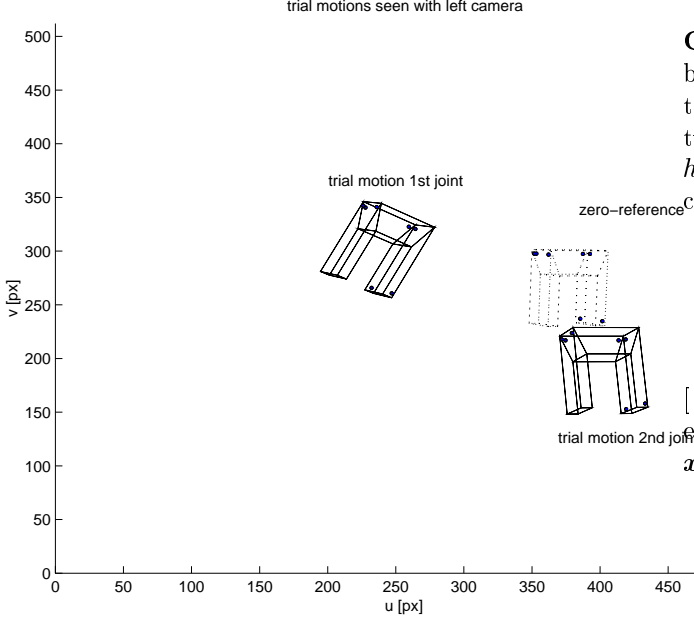 trial motions seen with left camera
500
450
400
350
300
250
200
150
100
50
0
v [px]
trial motion 1st joint
zero−reference
trial motion 2nd join
0
50
100
150
200
250
300
350
400
450
u [px]
b
t
h
c
[
e
x